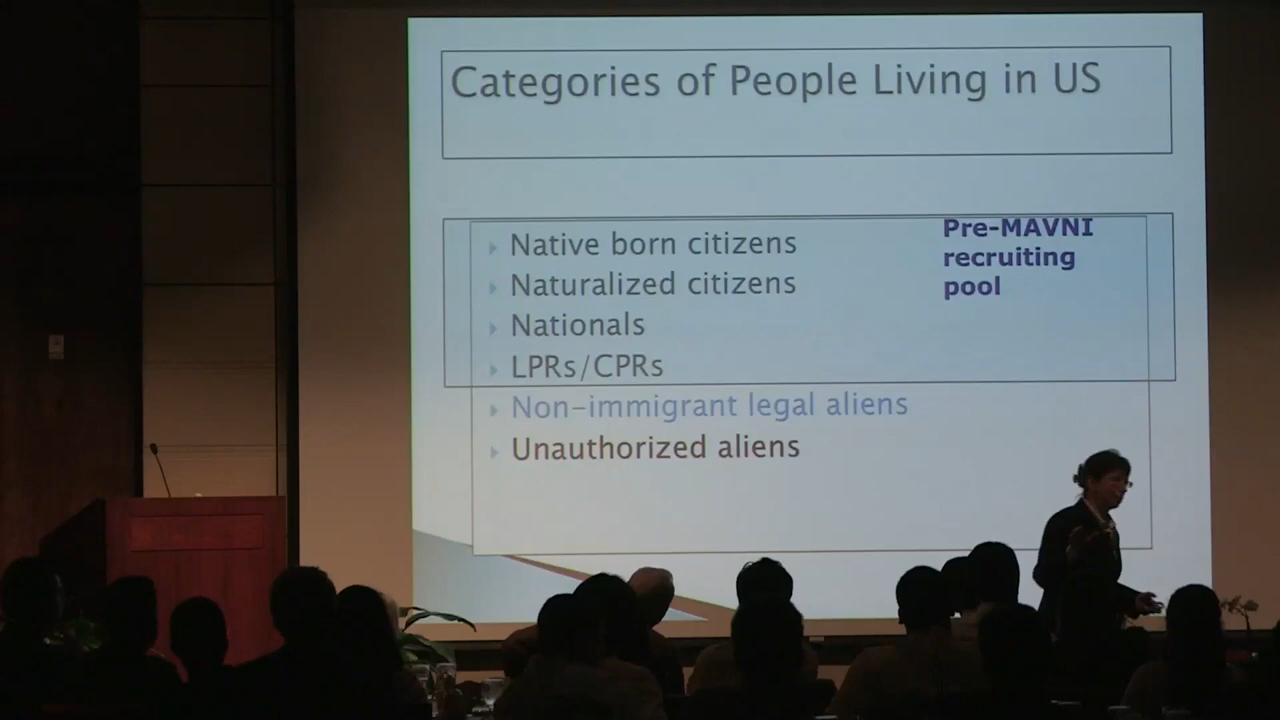 Categories of People Living in US
Native born citizens
Naturalized citizens
Nationals
LPRs/CPRs
Non-immigrant legal aliens
Unauthorized aliens
Pre-MAVNI
recruiting
pool